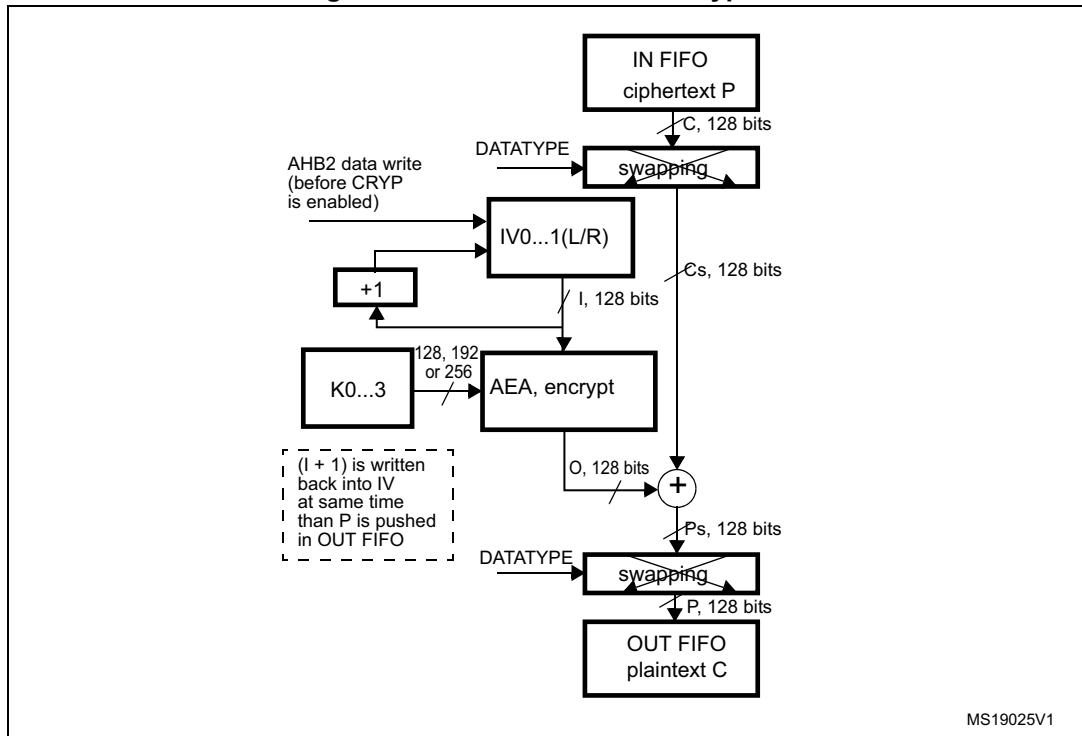 IN FIFO
ciphertext P
C, 128 bits
DATATYPE
swapping
AHB2 data write
(before CRYP
is enabled)
IV0...1(L/R)
Cs, 128 bits
+1
I, 128 bits
128, 192
or 256
K0...3
AEA, encrypt
(I + 1) is written
back into IV
at same time
than P is pushed
in OUT FIFO
O, 128 bits
+
Ps, 128 bits
DATATYPE
swapping
P, 128 bits
OUT FIFO
plaintext C
MS19025V1